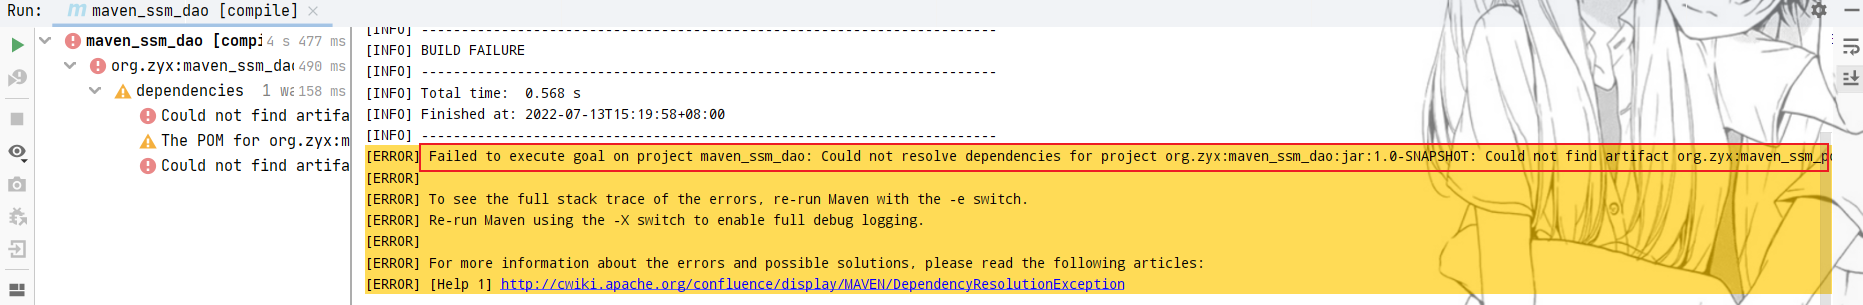 Run: maven_ssm_dao [compile]
maven_ssm_dao [compi 4 s 477 ms
org.zyx:maven_ssm_dao 490 ms
dependencies 1 wa 158 ms
Could not find artifa
The POM for org.zyx:m
Could not find artifa
[INFO] ------------------------------------------------------------------------
[INFO] BUILD FAILURE
[INFO] ------------------------------------------------------------------------
[INFO] Total time:  0.568 s
[INFO] Finished at: 2022-07-13T15:19:58+08:00
[INFO] ------------------------------------------------------------------------
[ERROR] Failed to execute goal on project maven_ssm_dao: Could not resolve dependencies for project org.zyx:maven_ssm_dao:jar:1.0-SNAPSHOT: Could not find artifact org.zyx:maven_ssm_po
[ERROR]
[ERROR] To see the full stack trace of the errors, re-run Maven with the -e switch.
[ERROR] Re-run Maven using the -X switch to enable full debug logging.
[ERROR]
[ERROR] For more information about the errors and possible solutions, please read the following articles:
[ERROR] [Help 1] http://cwiki.apache.org/confluence/display/MAVEN/DependencyResolutionException